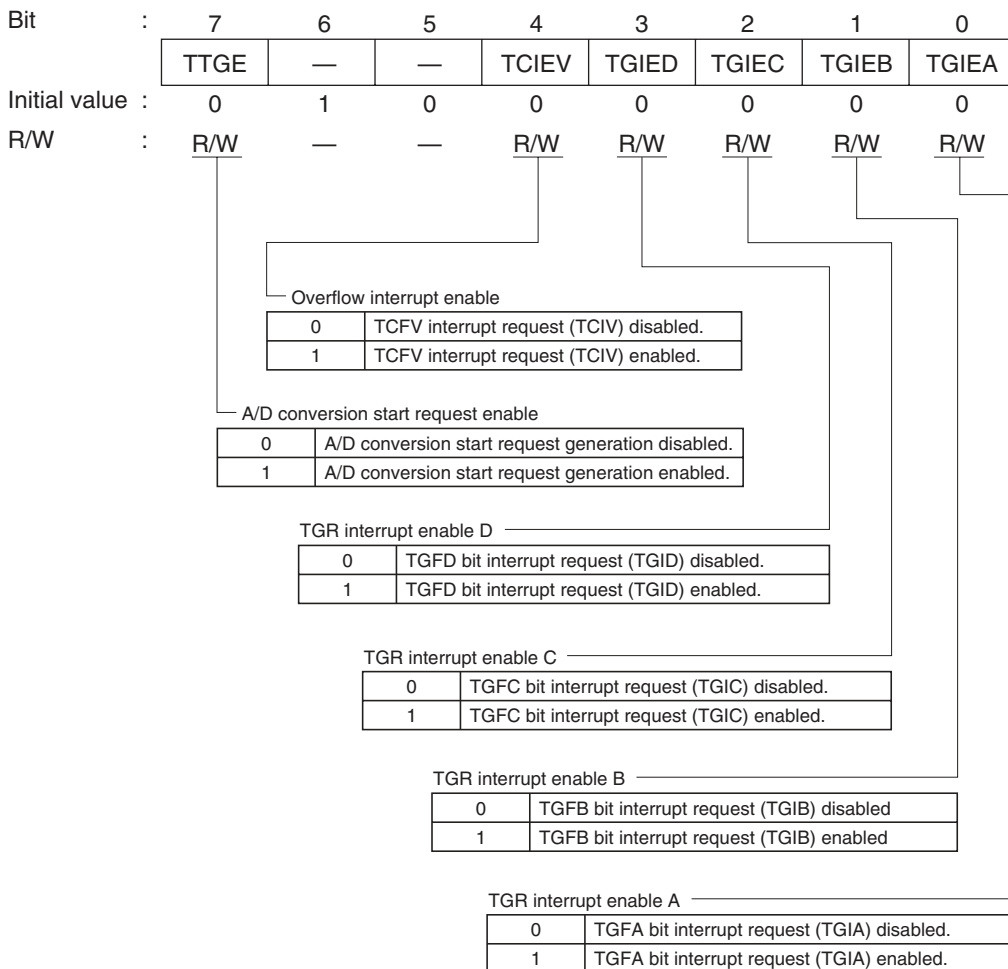 Bit : 7 6 5 4 3 2 1 0
TTGE — — TCIEV TGIED TGIEC TGIEB TGIEA
Initial value : 0 1 0 0 0 0 0 0
R/W : R/W — — R/W R/W R/W R/W R/W
Overflow interrupt enable
0 TCFV interrupt request (TCIV) disabled.
1 TCFV interrupt request (TCIV) enabled.
A/D conversion start request enable
0 A/D conversion start request generation disabled.
1 A/D conversion start request generation enabled.
TGR interrupt enable D
0 TGFD bit interrupt request (TGID) disabled.
1 TGFD bit interrupt request (TGID) enabled.
TGR interrupt enable C
0 TGFC bit interrupt request (TGIC) disabled.
1 TGFC bit interrupt request (TGIC) enabled.
TGR interrupt enable B
0 TGFB bit interrupt request (TGIB) disabled
1 TGFB bit interrupt request (TGIB) enabled
TGR interrupt enable A
0 TGFA bit interrupt request (TGIA) disabled.
1 TGFA bit interrupt request (TGIA) enabled.